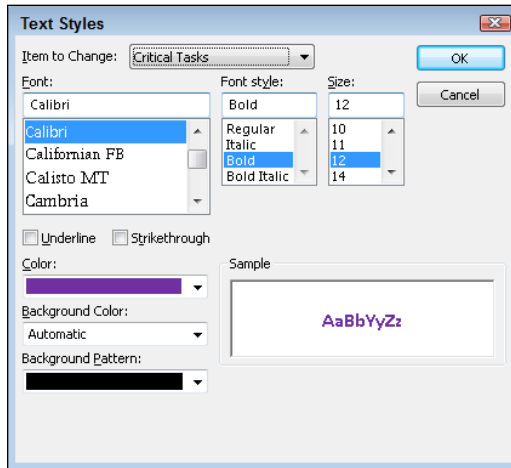 Text Styles
Item to Change: Critical Tasks
OK
Font: Font style: Size:
Cancel
Calibri Bold 12
Calibri Regular 10
Californian FB Italic 11
Calisto MT Bold 12
Cambria Bold Italic 14
Underline Strikethrough
Color: Sample
AaBbYyZz
Background Color:
Automatic
Background Pattern: